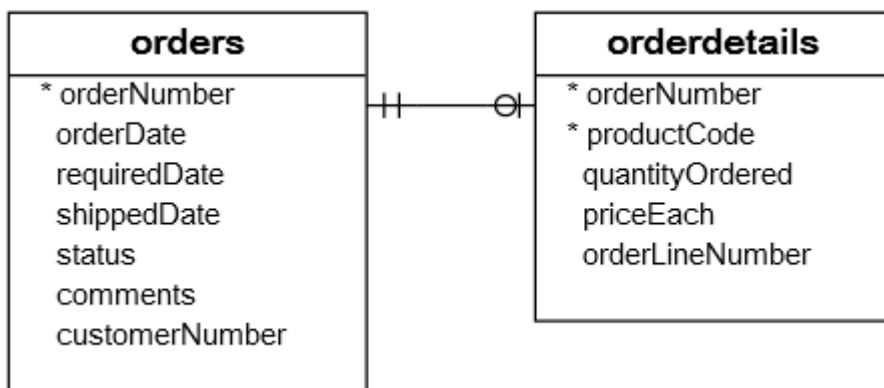 orders
* orderNumber
orderDate
requiredDate
shippedDate
status
comments
customerNumber
orderdetails
* orderNumber
* productCode
quantityOrdered
priceEach
orderLineNumber